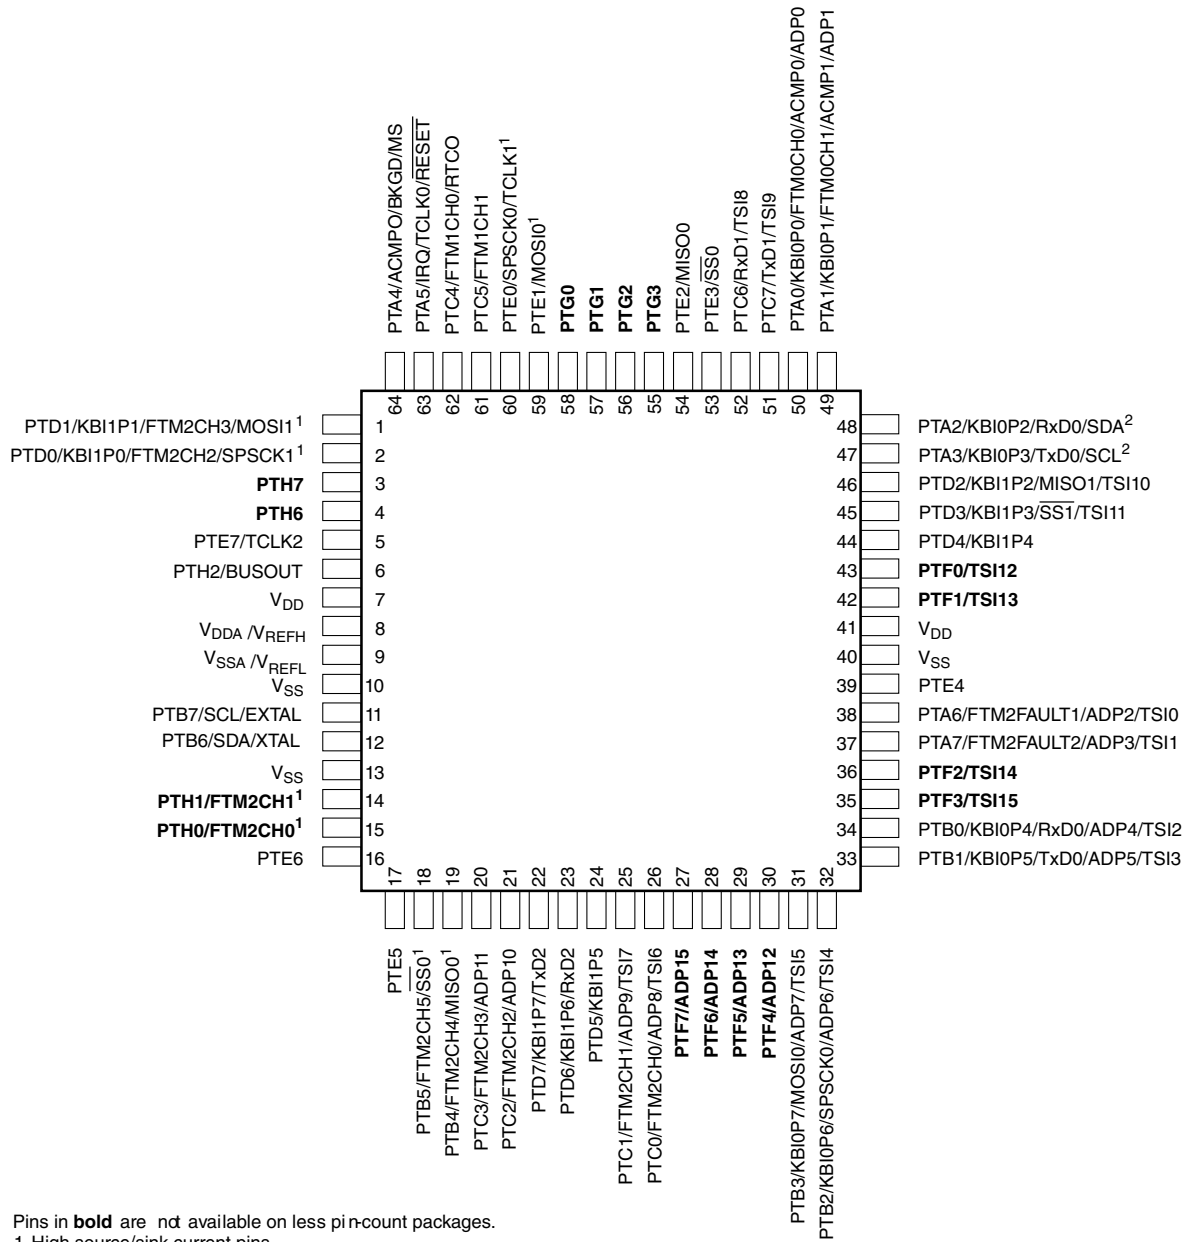 PTA4/ACMPO/BKGD/MS
PTA5/IRQ/TCLK0/RESET
PTC4/FTM1CH0/RTCO
PTC5/FTM1CH1
PTE0/SPSCK0/TCLK1¹
PTE1/MOSI0¹
PTG0
PTG1
PTG2
PTG3
PTE2/MISO0
PTE3/SS0
PTC6/RxD1/TSI8
PTC7/TxD1/TSI9
PTA0/KBI0P0/FTM0CH0/ACMP0/ADP0
PTA1/KBI0P1/FTM0CH1/ACMP1/ADP1
64 63 62 61 60 59 58 57 56 55 54 53 52 51 50 49
PTD1/KBI1P1/FTM2CH3/MOSI1¹ 1
PTD0/KBI1P0/FTM2CH2/SPSCK1¹ 2
PTH7 3
PTH6 4
PTE7/TCLK2 5
PTH2/BUSOUT 6
VDD 7
VDDA /VREFH 8
VSSA /VREFL 9
VSS 10
PTB7/SCL/EXTAL 11
PTB6/SDA/XTAL 12
VSS 13
PTH1/FTM2CH1¹ 14
PTH0/FTM2CH0¹ 15
PTE6 16
48 PTA2/KBI0P2/RxD0/SDA²
47 PTA3/KBI0P3/TxD0/SCL²
46 PTD2/KBI1P2/MISO1/TSI10
45 PTD3/KBI1P3/SS1/TSI11
44 PTD4/KBI1P4
43 PTF0/TSI12
42 PTF1/TSI13
41 VDD
40 VSS
39 PTE4
38 PTA6/FTM2FAULT1/ADP2/TSI0
37 PTA7/FTM2FAULT2/ADP3/TSI1
36 PTF2/TSI14
35 PTF3/TSI15
34 PTB0/KBI0P4/RxD0/ADP4/TSI2
33 PTB1/KBI0P5/TxD0/ADP5/TSI3
17 18 19 20 21 22 23 24 25 26 27 28 29 30 31 32
PTE5
PTB5/FTM2CH5/SS0¹
PTB4/FTM2CH4/MISO0¹
PTC3/FTM2CH3/ADP11
PTC2/FTM2CH2/ADP10
PTD7/KBI1P7/TxD2
PTD6/KBI1P6/RxD2
PTD5/KBI1P5
PTC1/FTM2CH1/ADP9/TSI7
PTC0/FTM2CH0/ADP8/TSI6
PTF7/ADP15
PTF6/ADP14
PTF5/ADP13
PTF4/ADP12
PTB3/KBI0P7/MOSI0/ADP7/TSI5
PTB2/KBI0P6/SPSCK0/ADP6/TSI4
Pins in bold are not available on less pin-count packages.
1. High source/sink current pins